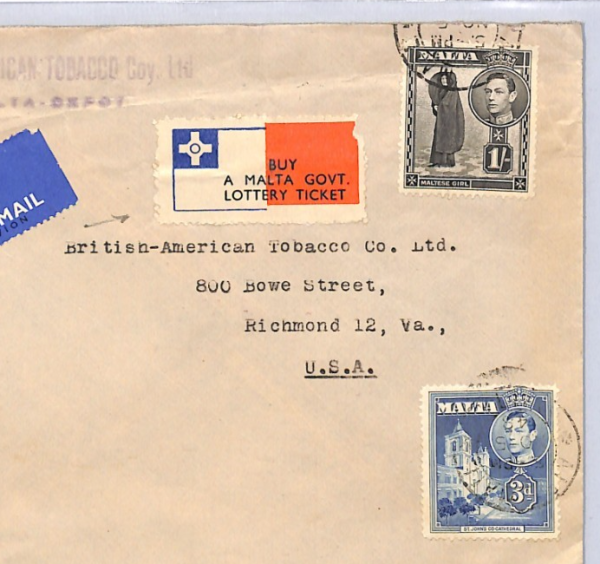 ICAN TOBACCO Coy. Ltd
MALTA
1/-
MALTESE GIRL
BUY
A MALTA GOVT.
LOTTERY TICKET
MAIL
British-American Tobacco Co. Ltd.
800 Bowe Street,
Richmond 12, Va.,
U.S.A.
MALTA
3d
ST. JOHN'S CO-CATHEDRAL